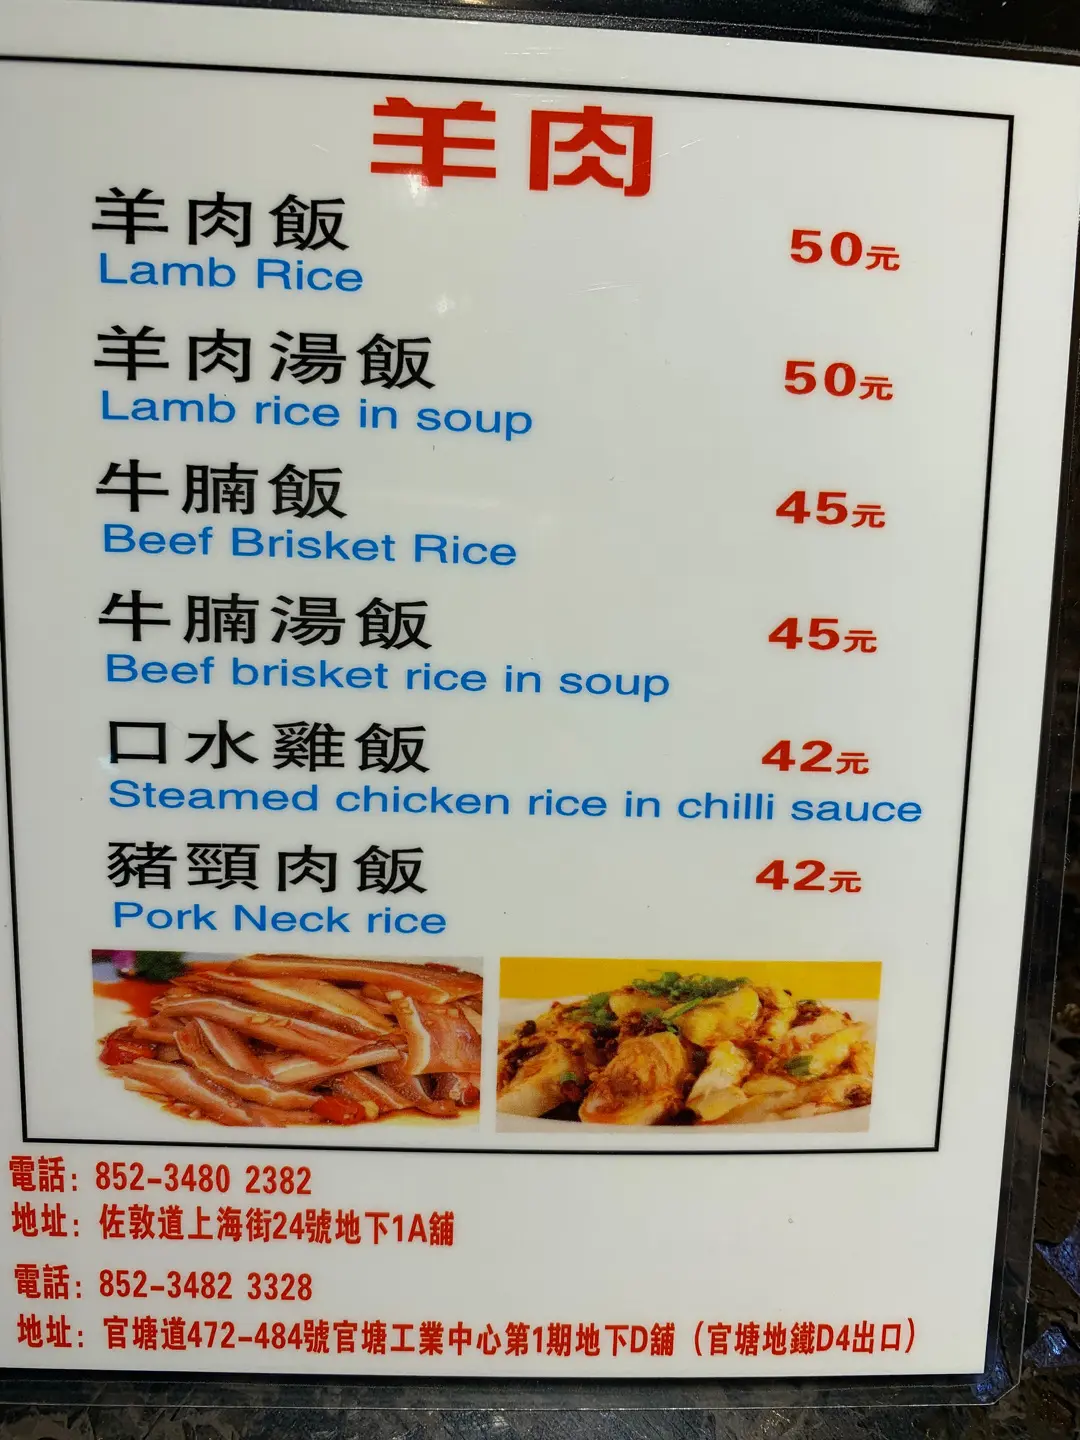 羊肉
羊肉飯 50元
Lamb Rice
羊肉湯飯 50元
Lamb rice in soup
牛腩飯 45元
Beef Brisket Rice
牛腩湯飯 45元
Beef brisket rice in soup
口水雞飯 42元
Steamed chicken rice in chilli sauce
豬頸肉飯 42元
Pork Neck rice
電話：852-3480 2382
地址：佐敦道上海街24號地下1A舖
電話：852-3482 3328
地址：官塘道472-484號官塘工業中心第1期地下D舖（官塘地鐵D4出口）